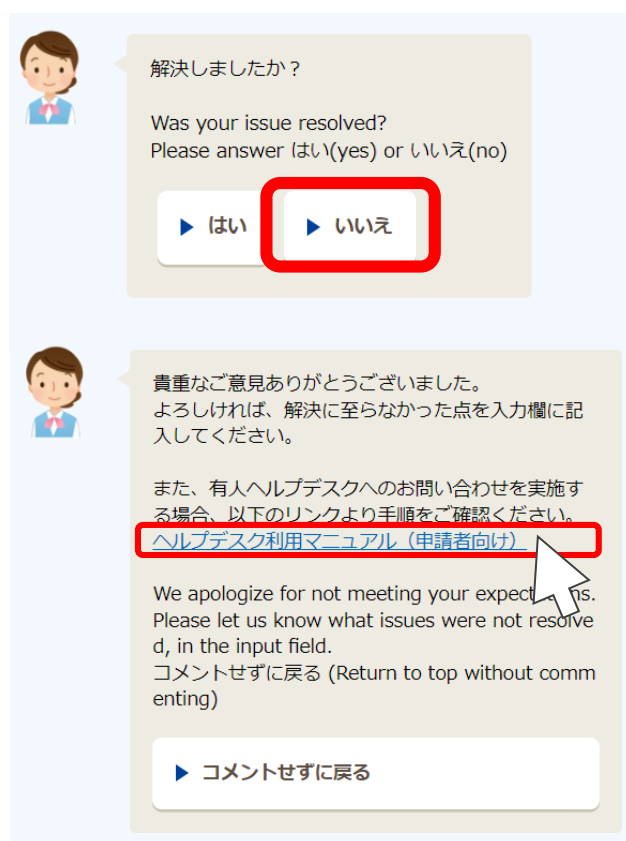 解決しましたか？
Was your issue resolved?
Please answer はい(yes) or いいえ(no)
はい
いいえ
貴重なご意見ありがとうございました。
よろしければ、解決に至らなかった点を入力欄に記
入してください。
また、有人ヘルプデスクへのお問い合わせを実施す
る場合、以下のリンクより手順をご確認ください。
ヘルプデスク利用マニュアル（申請者向け）
We apologize for not meeting your expectations.
Please let us know what issues were not resolve
d, in the input field.
コメントせずに戻る (Return to top without comm
enting)
コメントせずに戻る